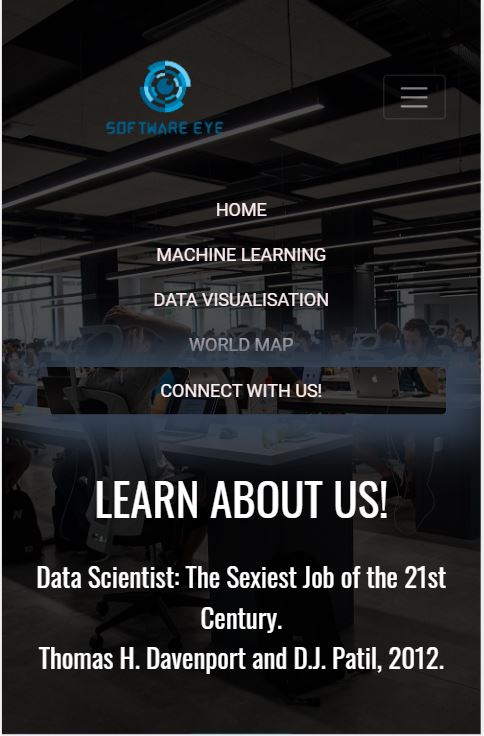 SOFTWARE EYE
HOME
MACHINE LEARNING
DATA VISUALISATION
WORLD MAP
CONNECT WITH US!
LEARN ABOUT US!
Data Scientist: The Sexiest Job of the 21st
Century.
Thomas H. Davenport and D.J. Patil, 2012.